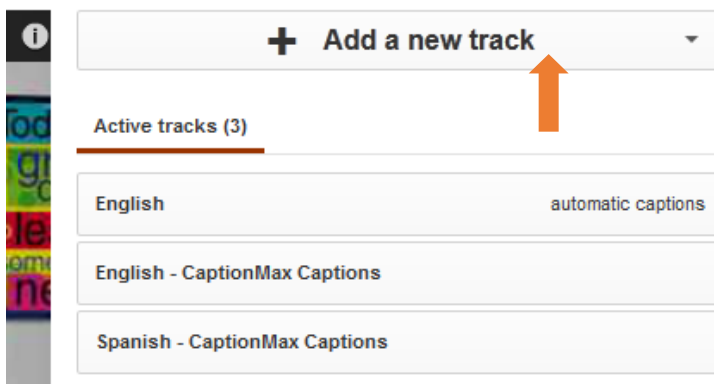 + Add a new track
Active tracks (3)
English automatic captions
English - CaptionMax Captions
Spanish - CaptionMax Captions